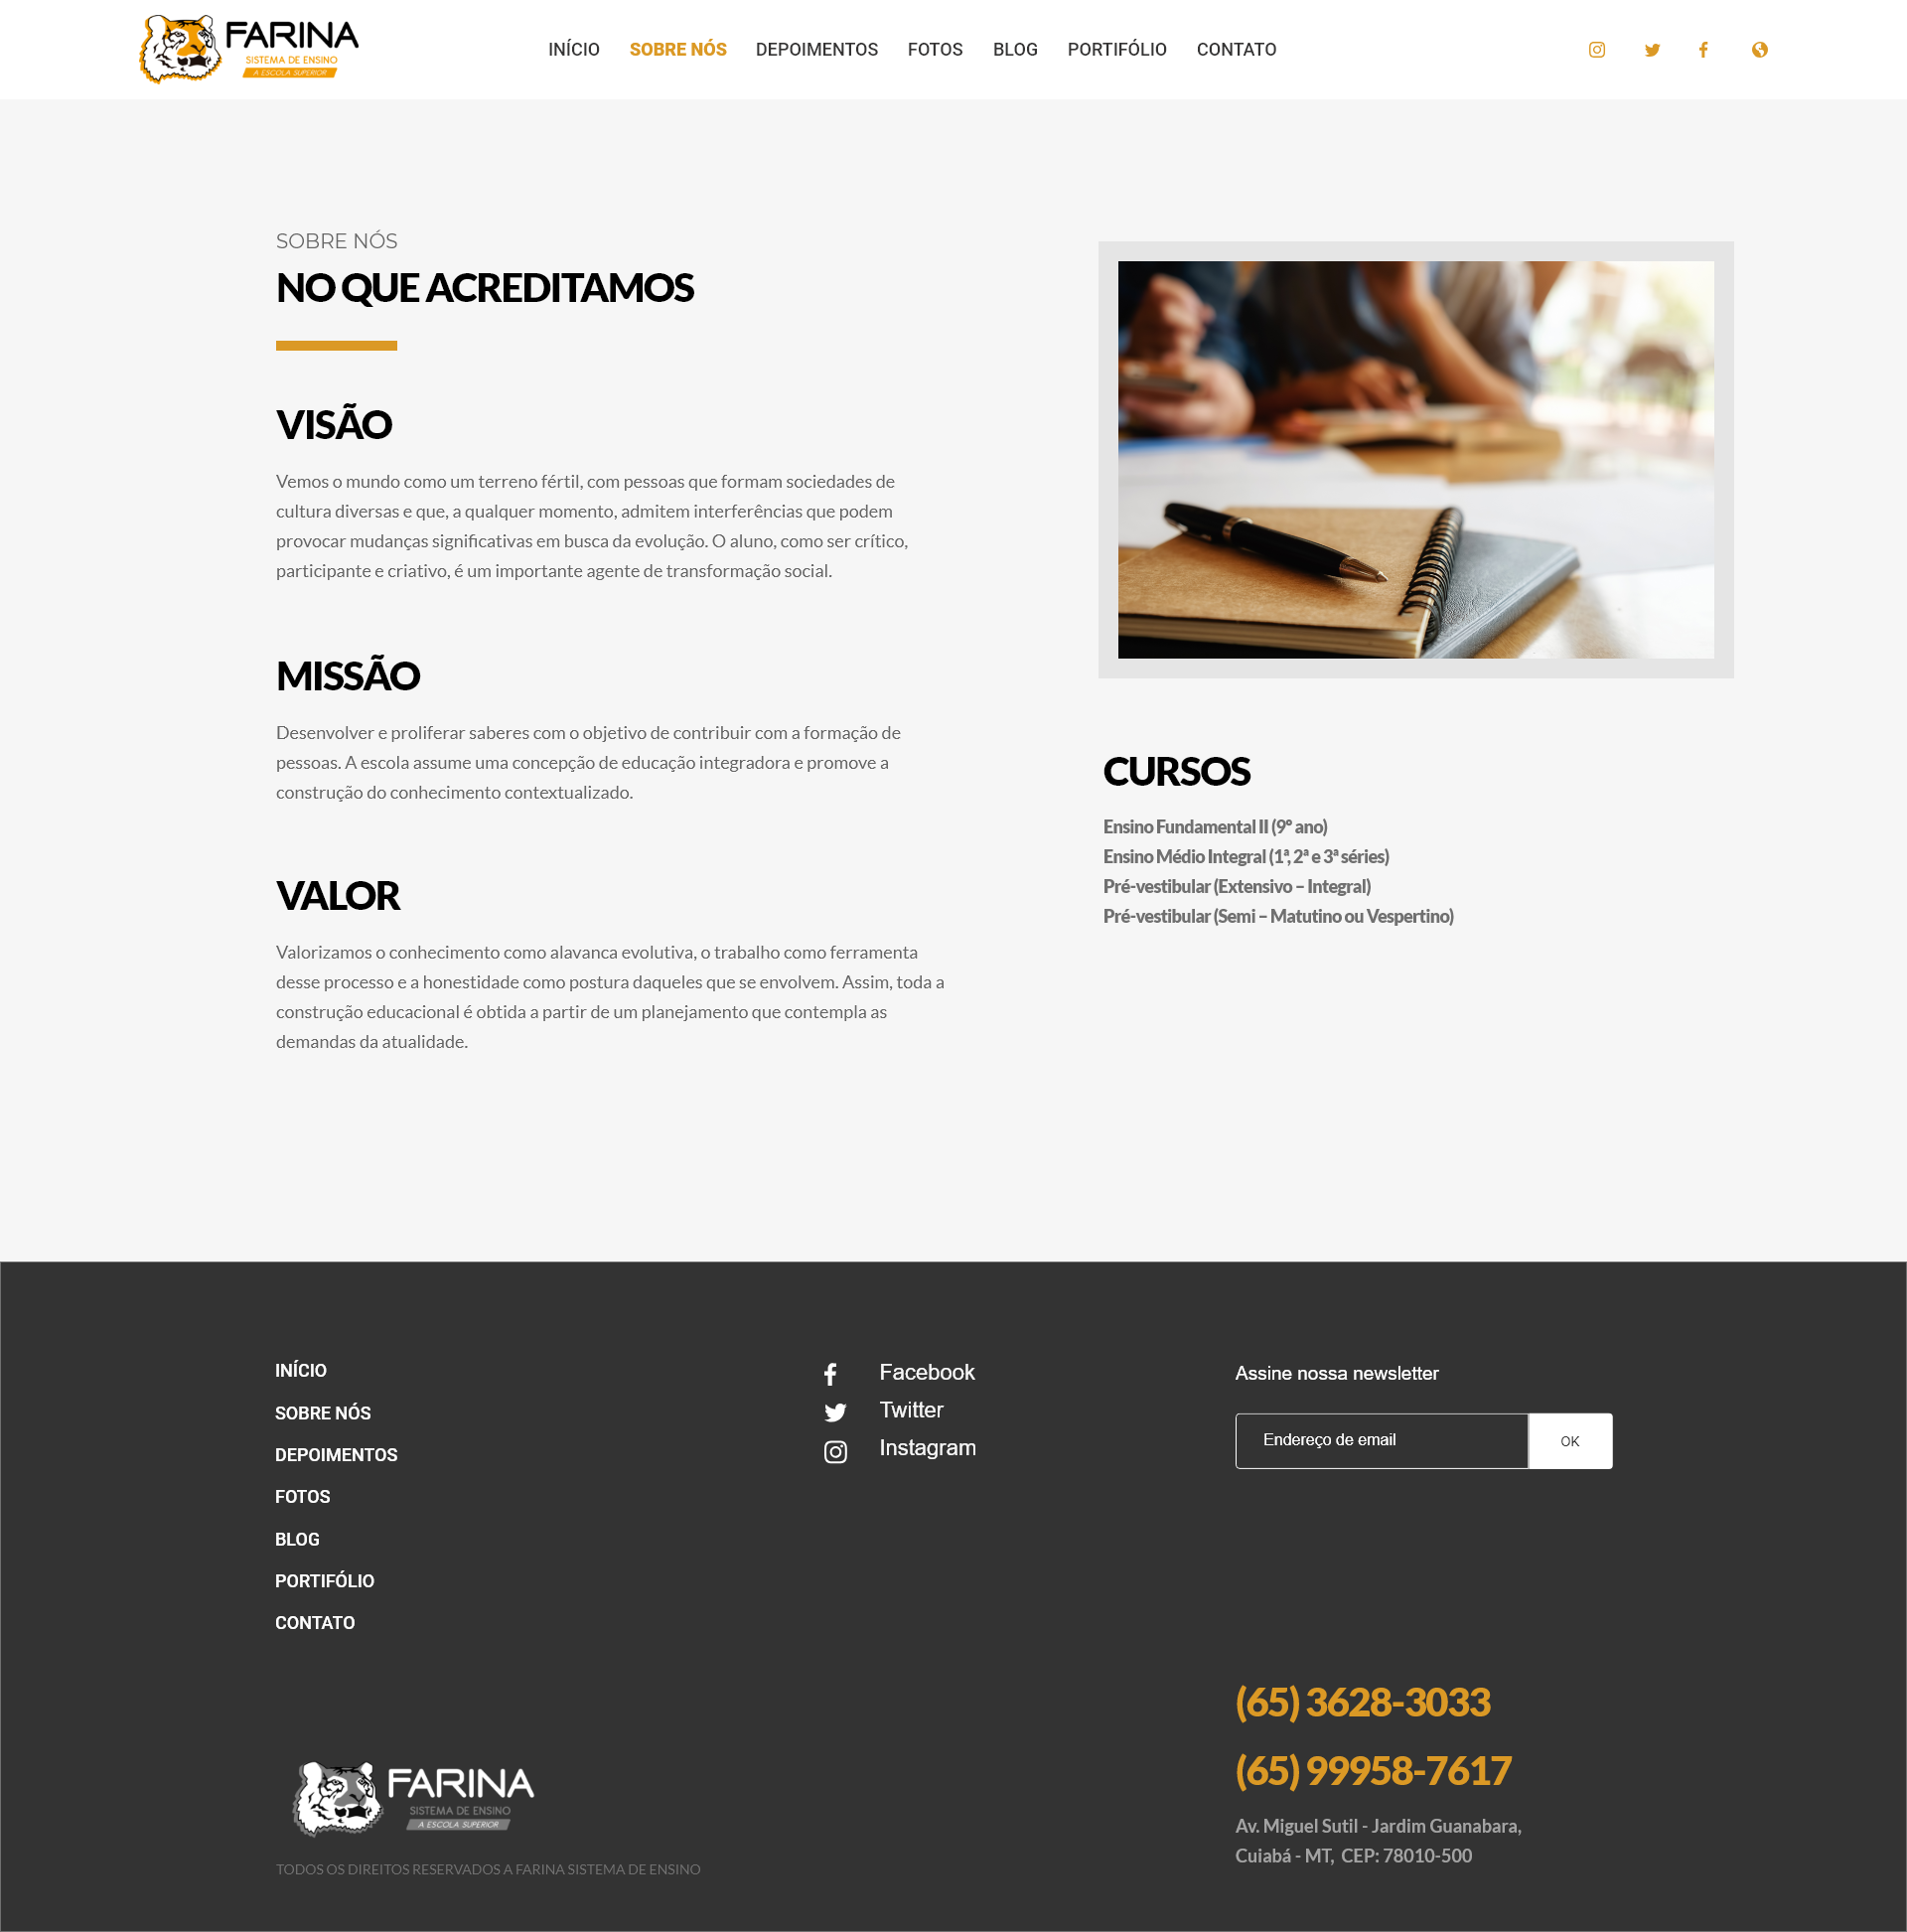 FARINA
SISTEMA DE ENSINO
A ESCOLA SUPERIOR
INÍCIO SOBRE NÓS DEPOIMENTOS FOTOS BLOG PORTIFÓLIO CONTATO
SOBRE NÓS
NO QUE ACREDITAMOS
VISÃO
Vemos o mundo como um terreno fértil, com pessoas que formam sociedades de
cultura diversas e que, a qualquer momento, admitem interferências que podem
provocar mudanças significativas em busca da evolução. O aluno, como ser crítico,
participante e criativo, é um importante agente de transformação social.
MISSÃO
Desenvolver e proliferar saberes com o objetivo de contribuir com a formação de
pessoas. A escola assume uma concepção de educação integradora e promove a
construção do conhecimento contextualizado.
VALOR
Valorizamos o conhecimento como alavanca evolutiva, o trabalho como ferramenta
desse processo e a honestidade como postura daqueles que se envolvem. Assim, toda a
construção educacional é obtida a partir de um planejamento que contempla as
demandas da atualidade.
CURSOS
Ensino Fundamental II (9º ano)
Ensino Médio Integral (1ª, 2ª e 3ª séries)
Pré-vestibular (Extensivo – Integral)
Pré-vestibular (Semi – Matutino ou Vespertino)
INÍCIO
SOBRE NÓS
DEPOIMENTOS
FOTOS
BLOG
PORTIFÓLIO
CONTATO
Facebook
Twitter
Instagram
Assine nossa newsletter
Endereço de email OK
(65) 3628-3033
(65) 99958-7617
Av. Miguel Sutil - Jardim Guanabara,
Cuiabá - MT, CEP: 78010-500
FARINA
SISTEMA DE ENSINO
A ESCOLA SUPERIOR
TODOS OS DIREITOS RESERVADOS A FARINA SISTEMA DE ENSINO